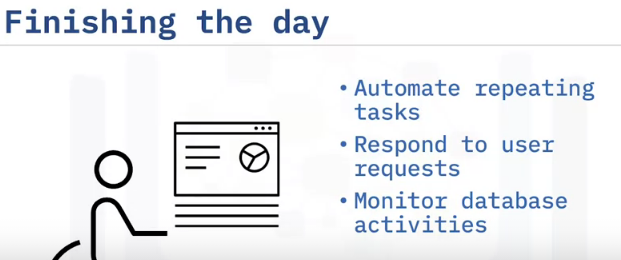 Finishing the day
• Automate repeating
tasks
• Respond to user
requests
• Monitor database
activities